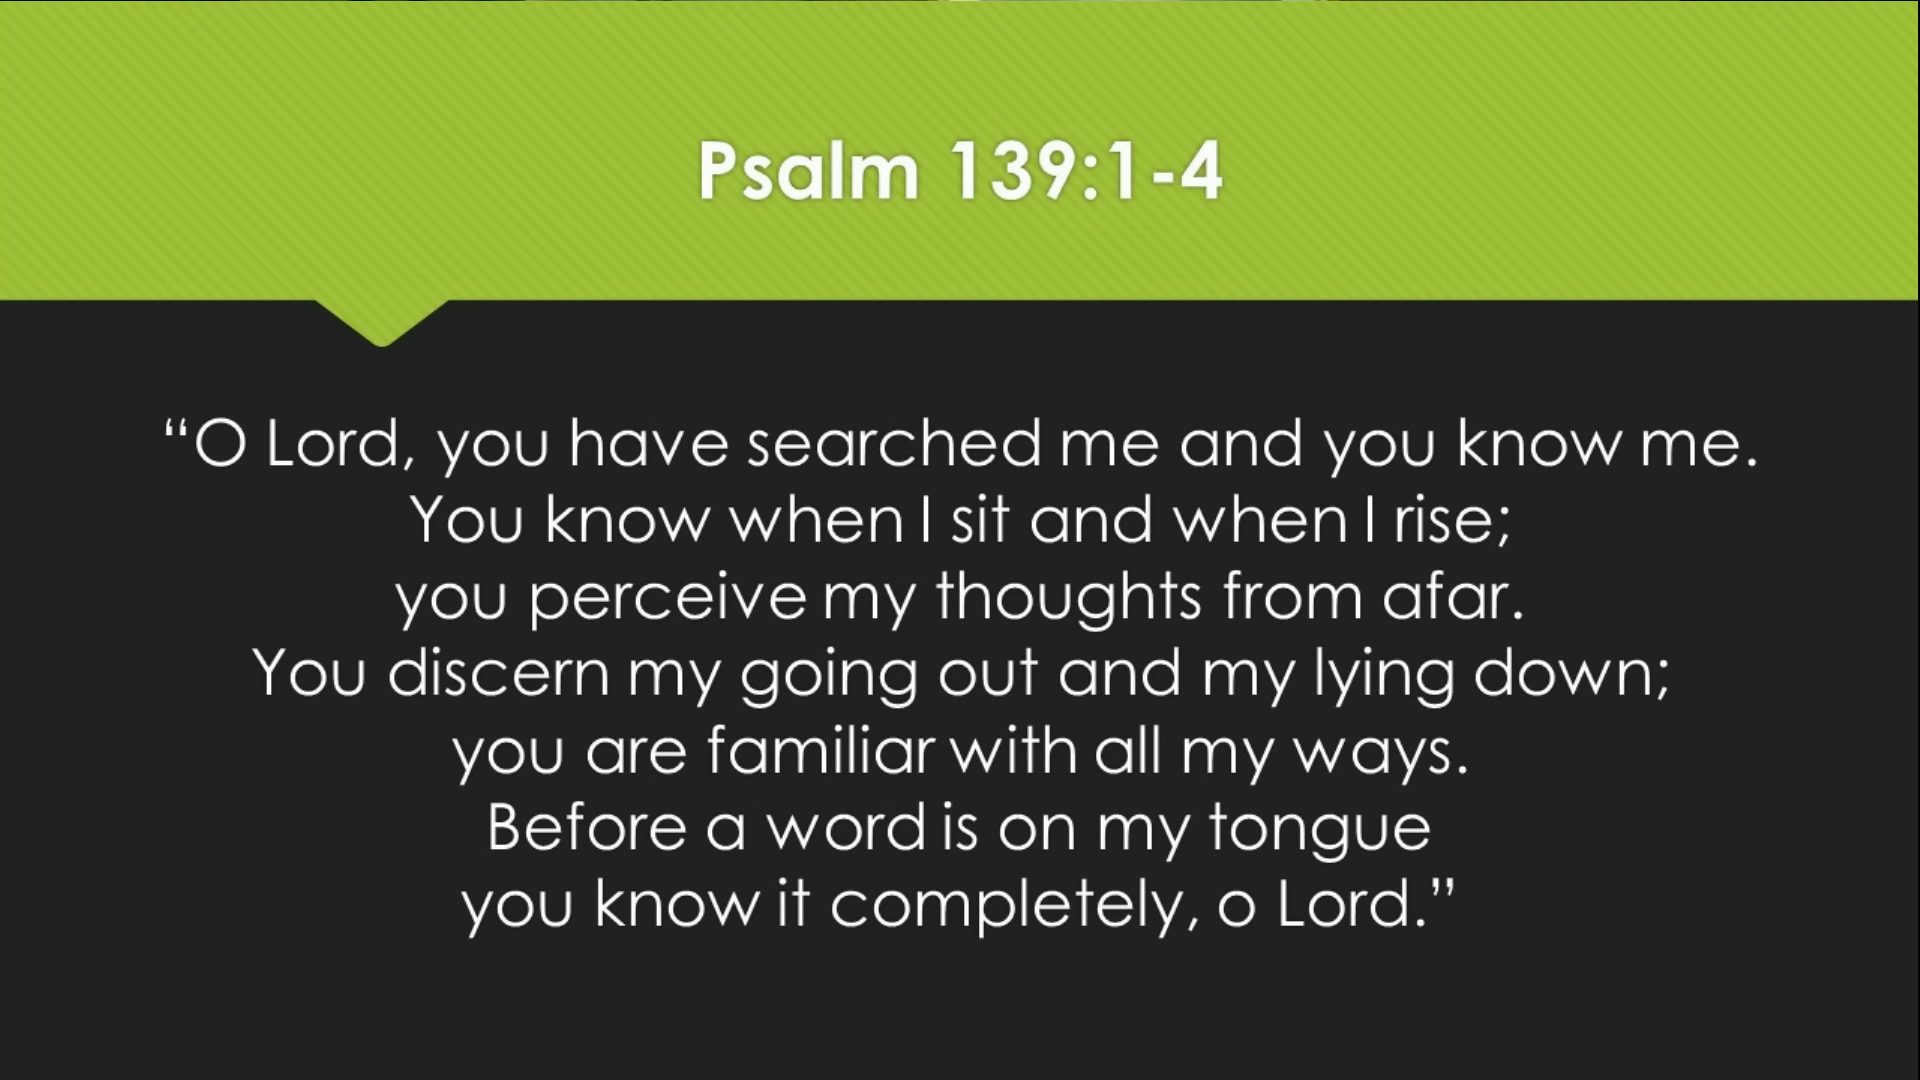 Psalm 139:1-4
“O Lord, you have searched me and you know me.
You know when I sit and when I rise;
you perceive my thoughts from afar.
You discern my going out and my lying down;
you are familiar with all my ways.
Before a word is on my tongue
you know it completely, o Lord.”